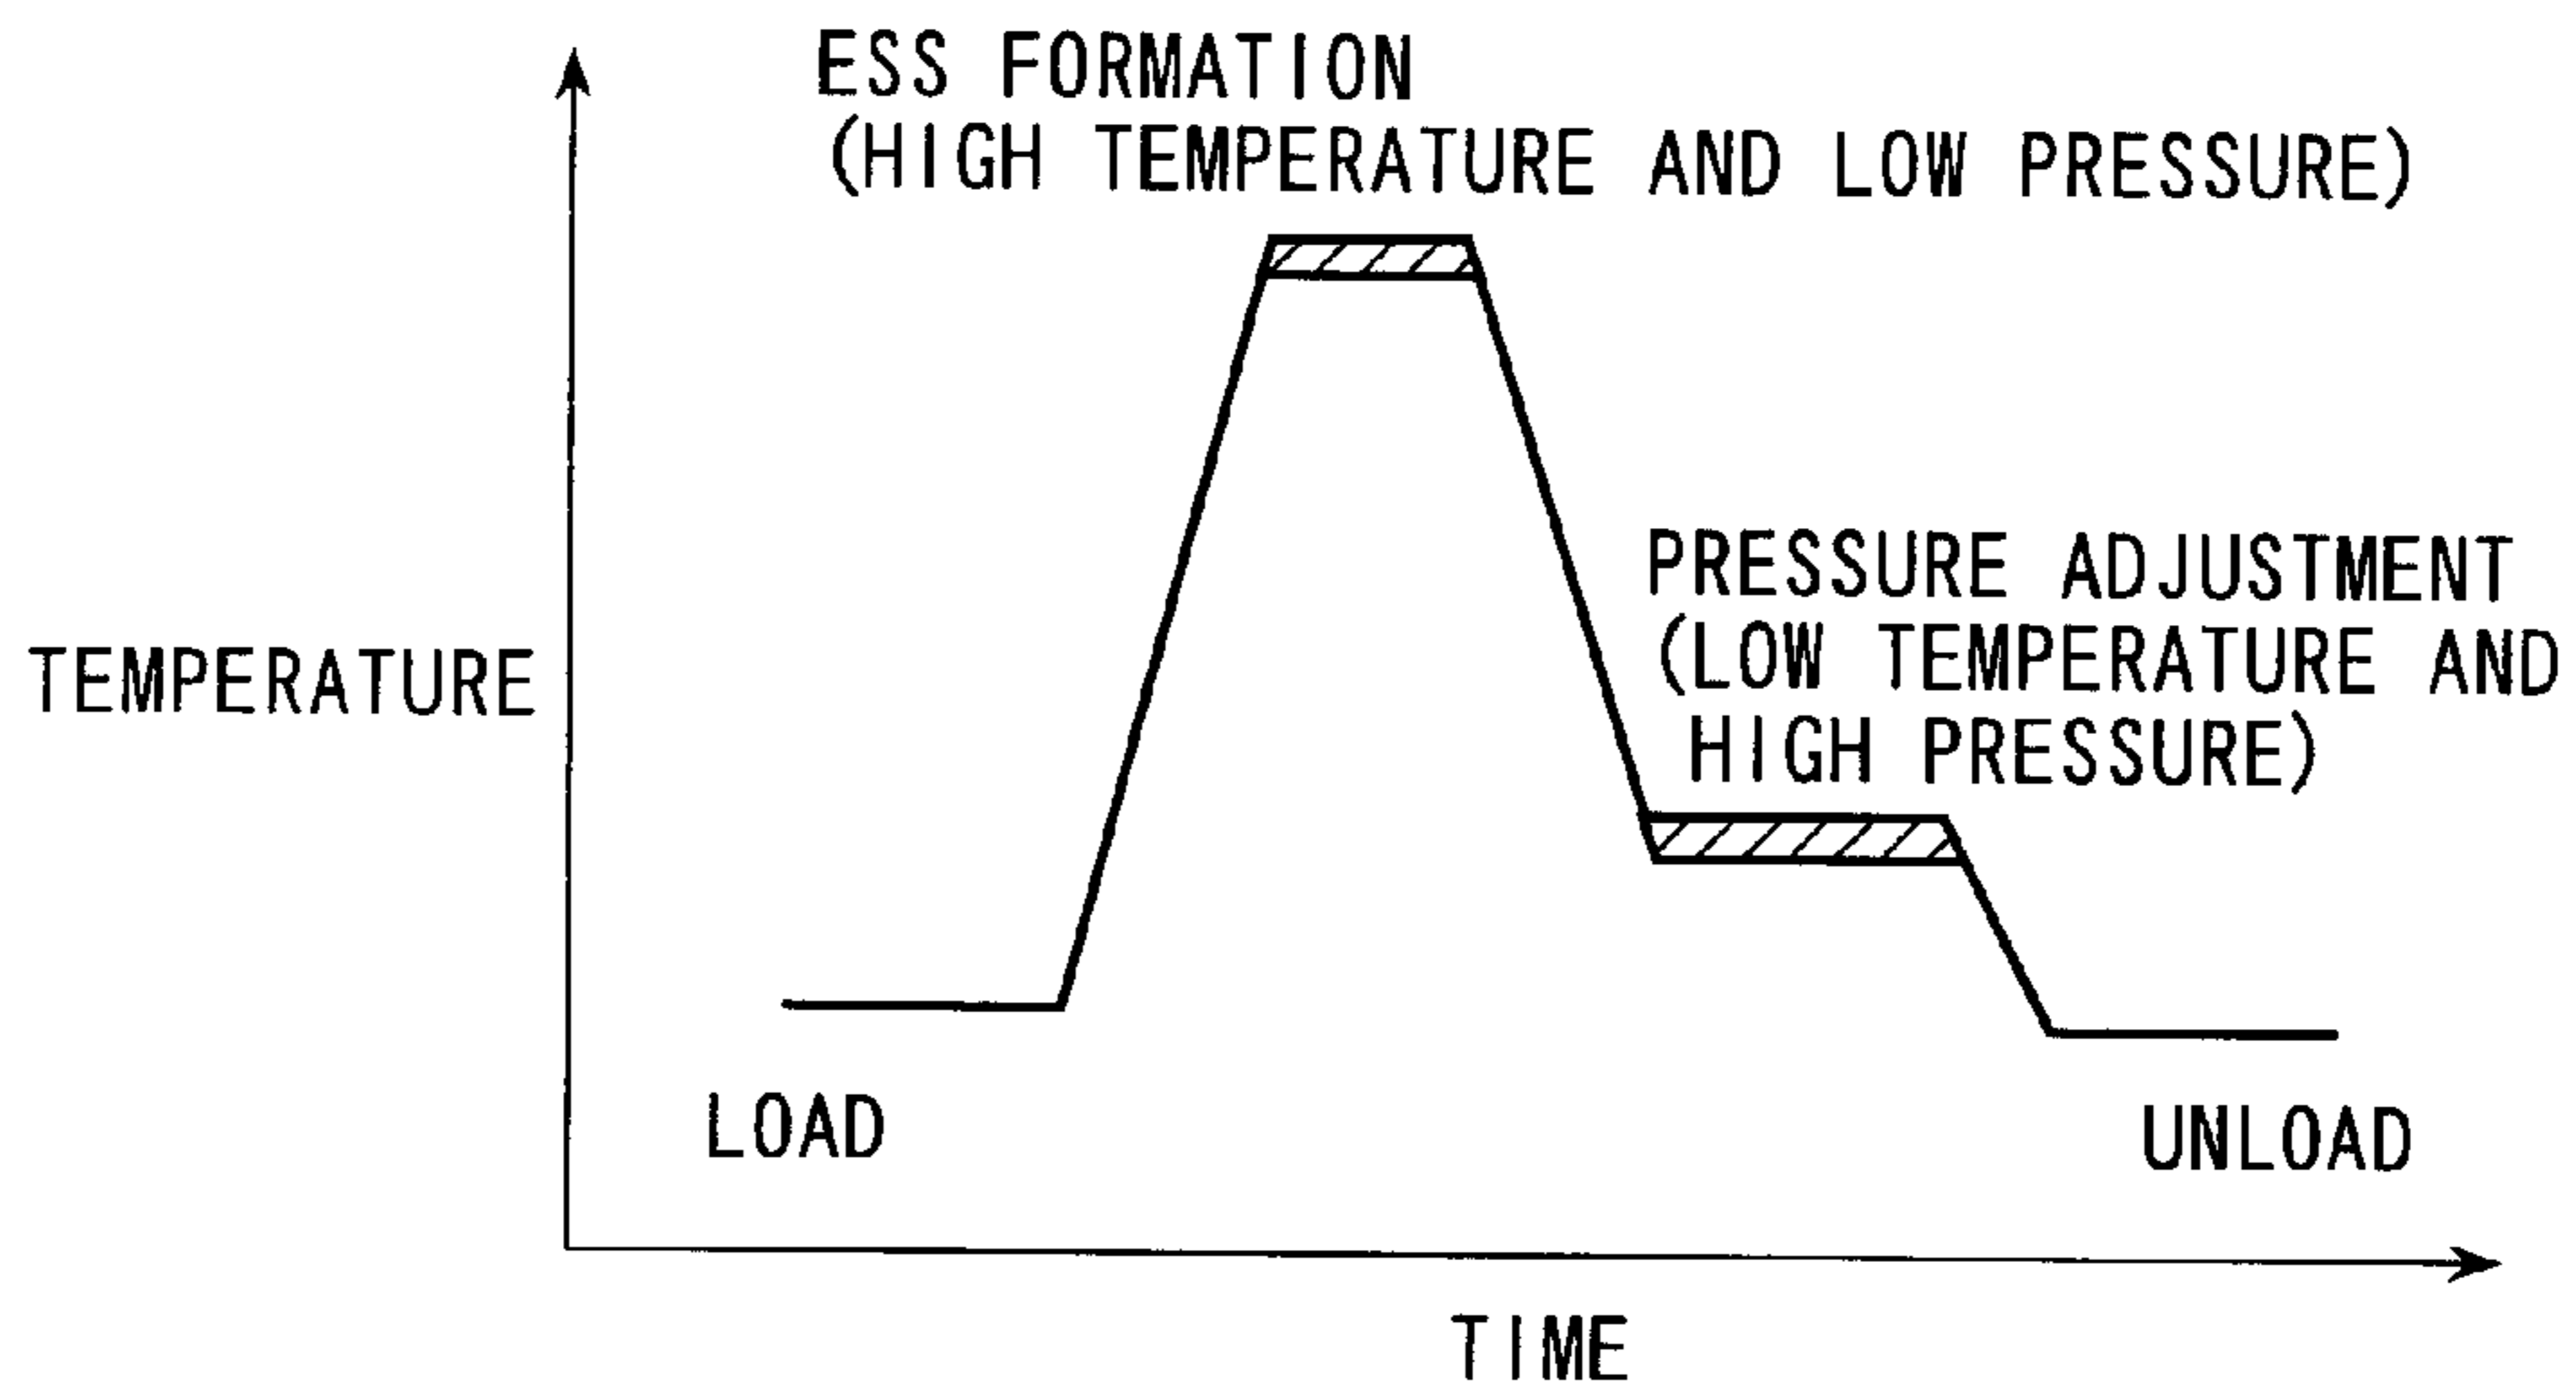 ESS FORMATION
(HIGH TEMPERATURE AND LOW PRESSURE)
PRESSURE ADJUSTMENT
(LOW TEMPERATURE AND
HIGH PRESSURE)
TEMPERATURE
LOAD
UNLOAD
TIME